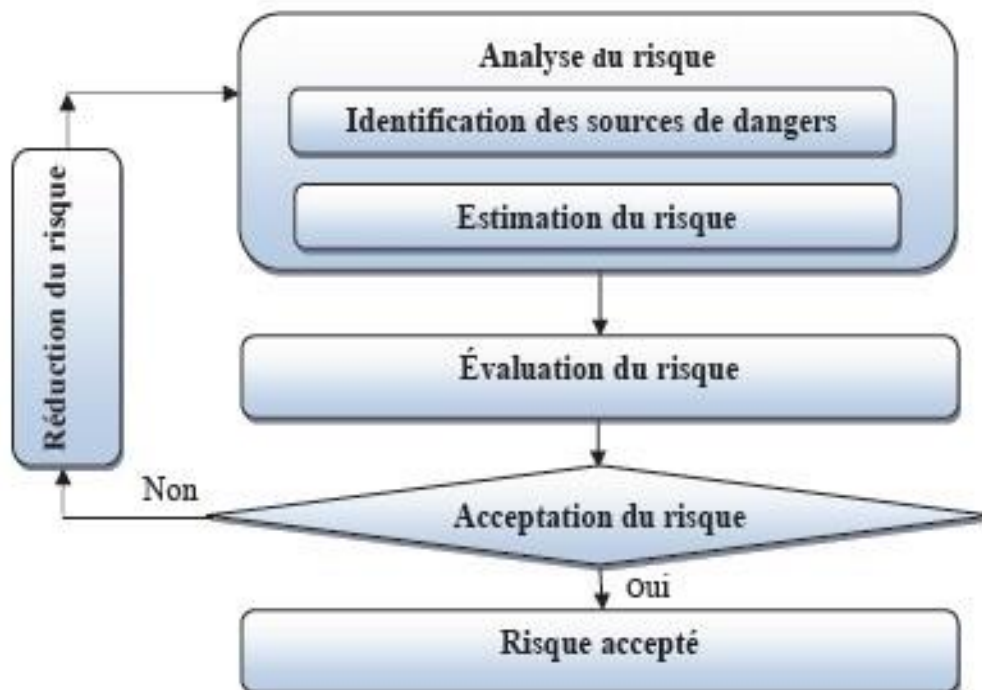 Analyse du risque
Identification des sources de dangers
Estimation du risque
Réduction du risque
Évaluation du risque
Non
Acceptation du risque
oui
Risque accepté